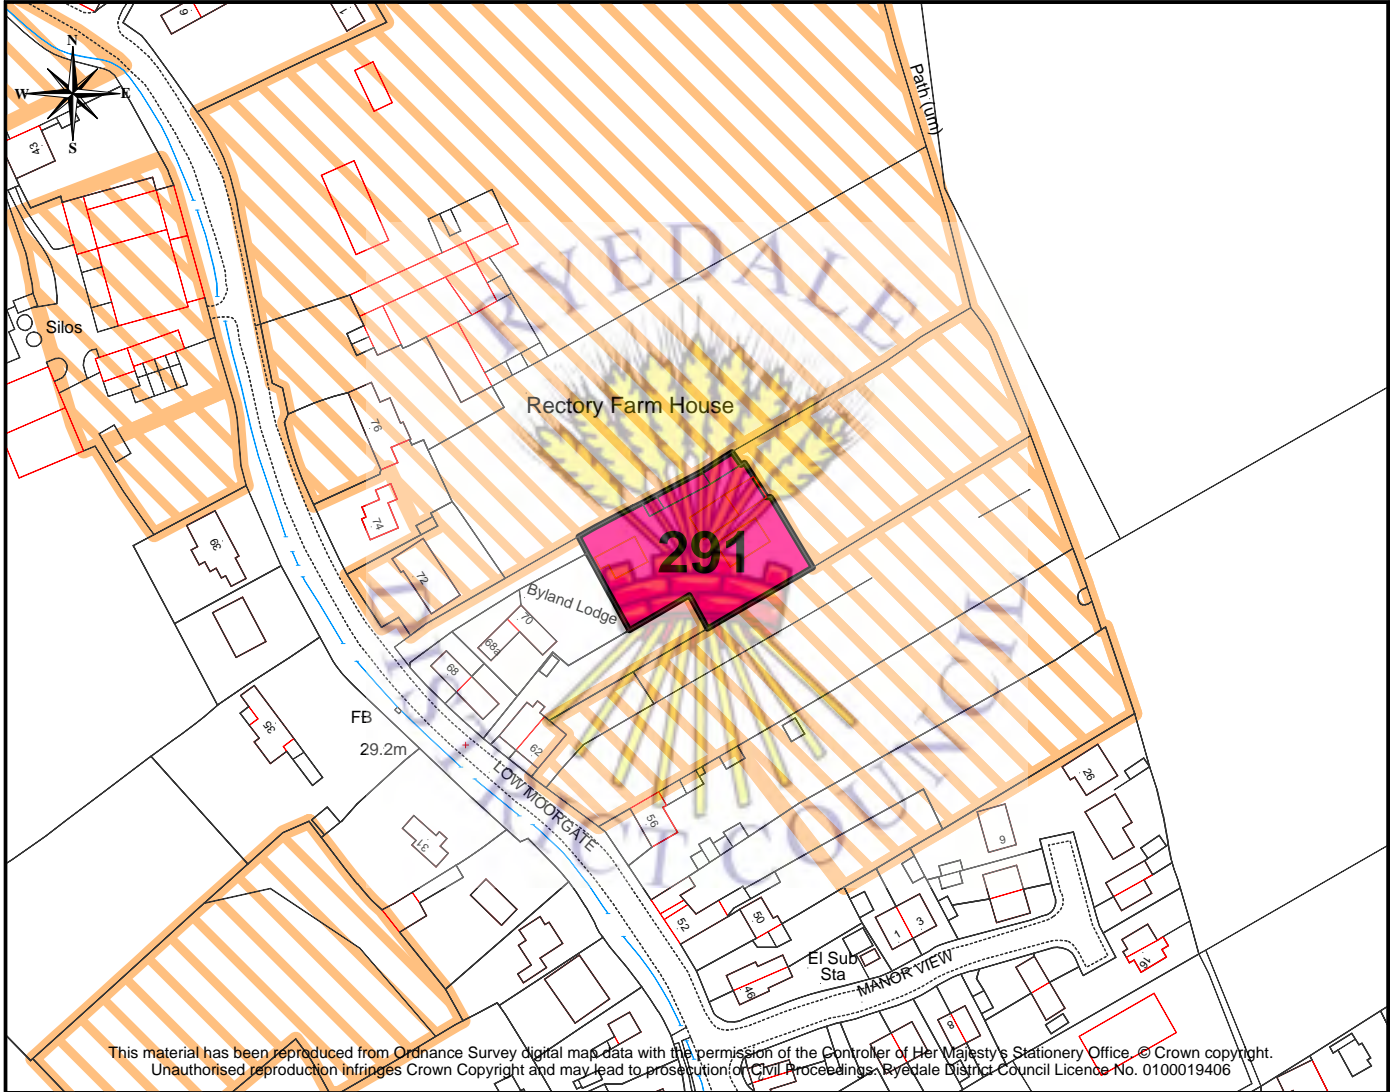 6
1
N
W
E
S
43
Path (um)
Silos
RYEDALE
DISTRICT COUNCIL
Rectory Farm House
76
74
72
39
291
Byland Lodge
70
68a
68
35
FB
29.2m
62
LOW MOORGATE
56
31
26
9
52
50
1
3
El Sub
Sta
MANOR VIEW
46
16
8
This material has been reproduced from Ordnance Survey digital map data with the permission of the Controller of Her Majesty's Stationery Office. © Crown copyright.
Unauthorised reproduction infringes Crown Copyright and may lead to prosecution or Civil Proceedings. Ryedale District Council Licence No. 0100019406